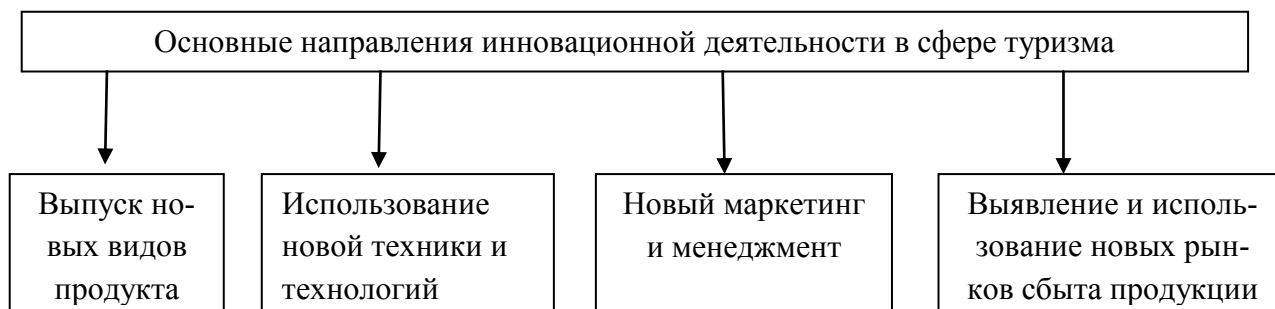 Основные направления инновационной деятельности в сфере туризма
Выпуск но-
вых видов
продукта
Использование
новой техники и
технологий
Новый маркетинг
и менеджмент
Выявление и исполь-
зование новых рын-
ков сбыта продукции